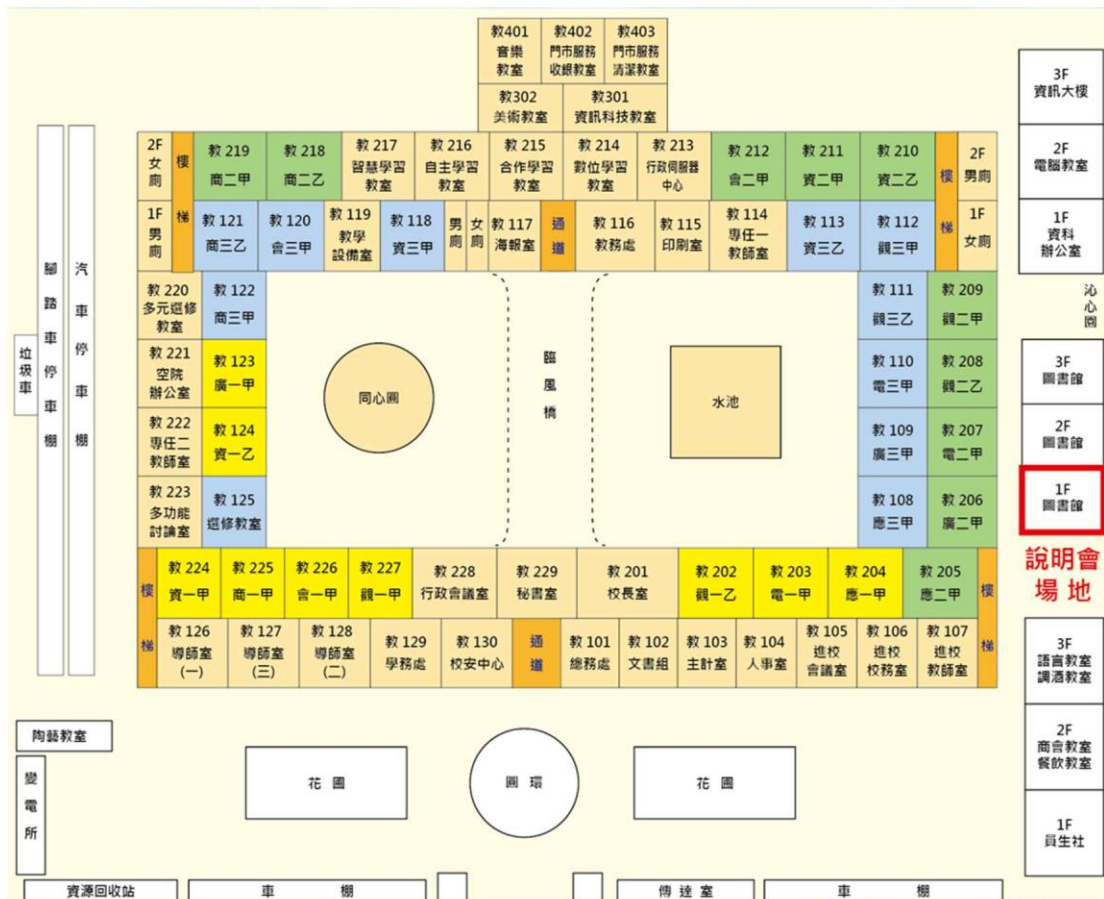 教401
音樂
教室
教402
門市服務
收銀教室
教403
門市服務
清潔教室
教302
美術教室
教301
資訊科技教室
2F
女
廁
樓
梯
教 219
商二甲
教 218
商二乙
教 217
智慧學習
教室
教 216
自主學習
教室
教 215
合作學習
教室
教 214
數位學習
教室
教 213
行政伺服器
中心
教 212
會二甲
教 211
資二甲
教 210
資二乙
樓
梯
2F
男廁
1F
男
廁
教 121
商三乙
教 120
會三甲
教 119
教學
設備室
教 118
資三甲
男
廁
女
廁
教 117
海報室
通
道
教 116
教務處
教 115
印刷室
教 114
專任一
教師室
教 113
資三乙
教 112
觀三甲
1F
女廁
教 220
多元選修
教室
教 122
商三甲
教 221
空院
辦公室
教 123
廣一甲
教 222
專任二
教師室
教 124
資一乙
教 223
多功能
討論室
教 125
選修教室
同心圓
臨
風
橋
水池
教 111
觀三乙
教 209
觀二甲
教 110
電三甲
教 208
觀二乙
教 109
廣三甲
教 207
電二甲
教 108
應三甲
教 206
廣二甲
樓
梯
教 224
資一甲
教 225
商一甲
教 226
會一甲
教 227
觀一甲
教 228
行政會議室
教 229
秘書室
教 201
校長室
教 202
觀一乙
教 203
電一甲
教 204
應一甲
教 205
應二甲
樓
梯
教 126
導師室
(一)
教 127
導師室
(三)
教 128
導師室
(二)
教 129
學務處
教 130
校安中心
通
道
教 101
總務處
教 102
文書組
教 103
主計室
教 104
人事室
教 105
進校
會議室
教 106
進校
校務室
教 107
進校
教師室
垃
圾
車
腳
踏
車
停
車
棚
汽
車
停
車
棚
3F
資訊大樓
2F
電腦教室
1F
資科
辦公室
沁
心
園
3F
圖書館
2F
圖書館
1F
圖書館
說明會
場地
3F
語言教室
調酒教室
2F
商會教室
餐飲教室
1F
員生社
陶藝教室
變
電
所
花 圃
圓 環
花 圃
資源回收站
車 棚
傳達室
車 棚